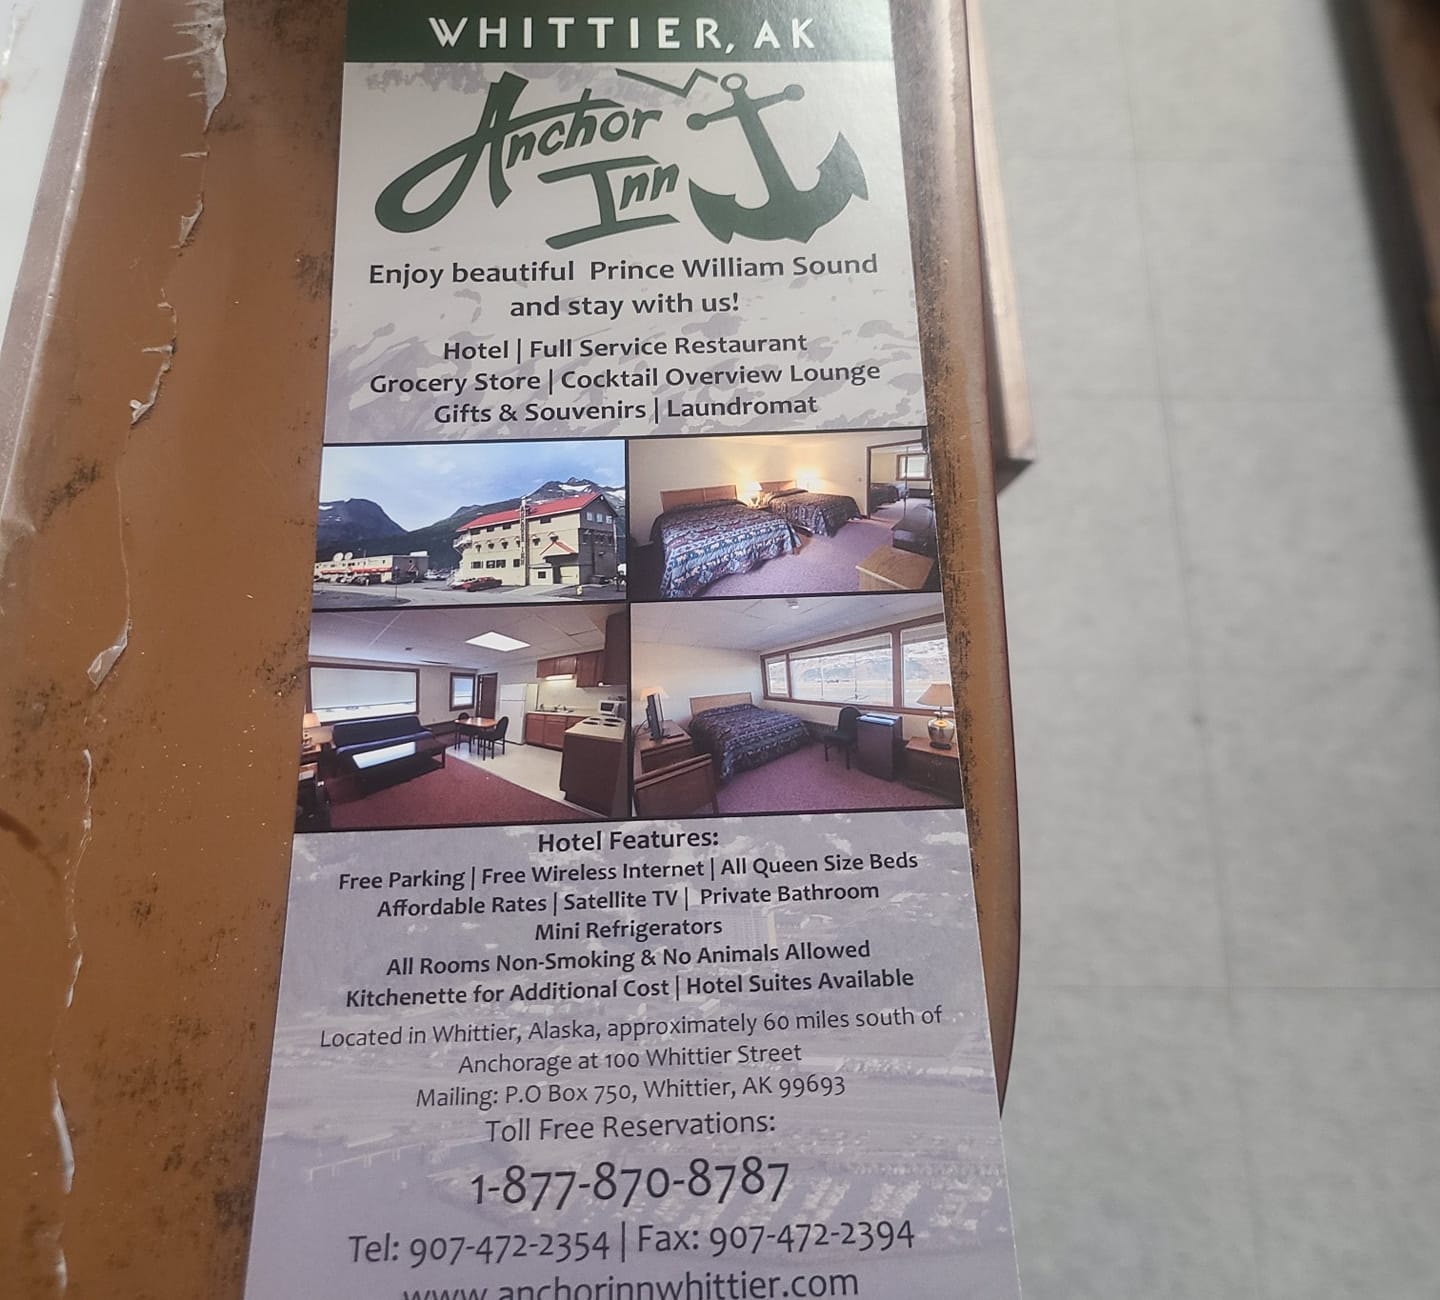 WHITTIER, AK
Anchor
Inn
Enjoy beautiful Prince William Sound
and stay with us!
Hotel | Full Service Restaurant
Grocery Store | Cocktail Overview Lounge
Gifts & Souvenirs | Laundromat
Hotel Features:
Free Parking | Free Wireless Internet | All Queen Size Beds
Affordable Rates | Satellite TV | Private Bathroom
Mini Refrigerators
All Rooms Non-Smoking & No Animals Allowed
Kitchenette for Additional Cost | Hotel Suites Available
Located in Whittier, Alaska, approximately 60 miles south of
Anchorage at 100 Whittier Street
Mailing: P.O Box 750, Whittier, AK 99693
Toll Free Reservations:
1-877-870-8787
Tel: 907-472-2354 | Fax: 907-472-2394
www.anchorinnwhittier.com